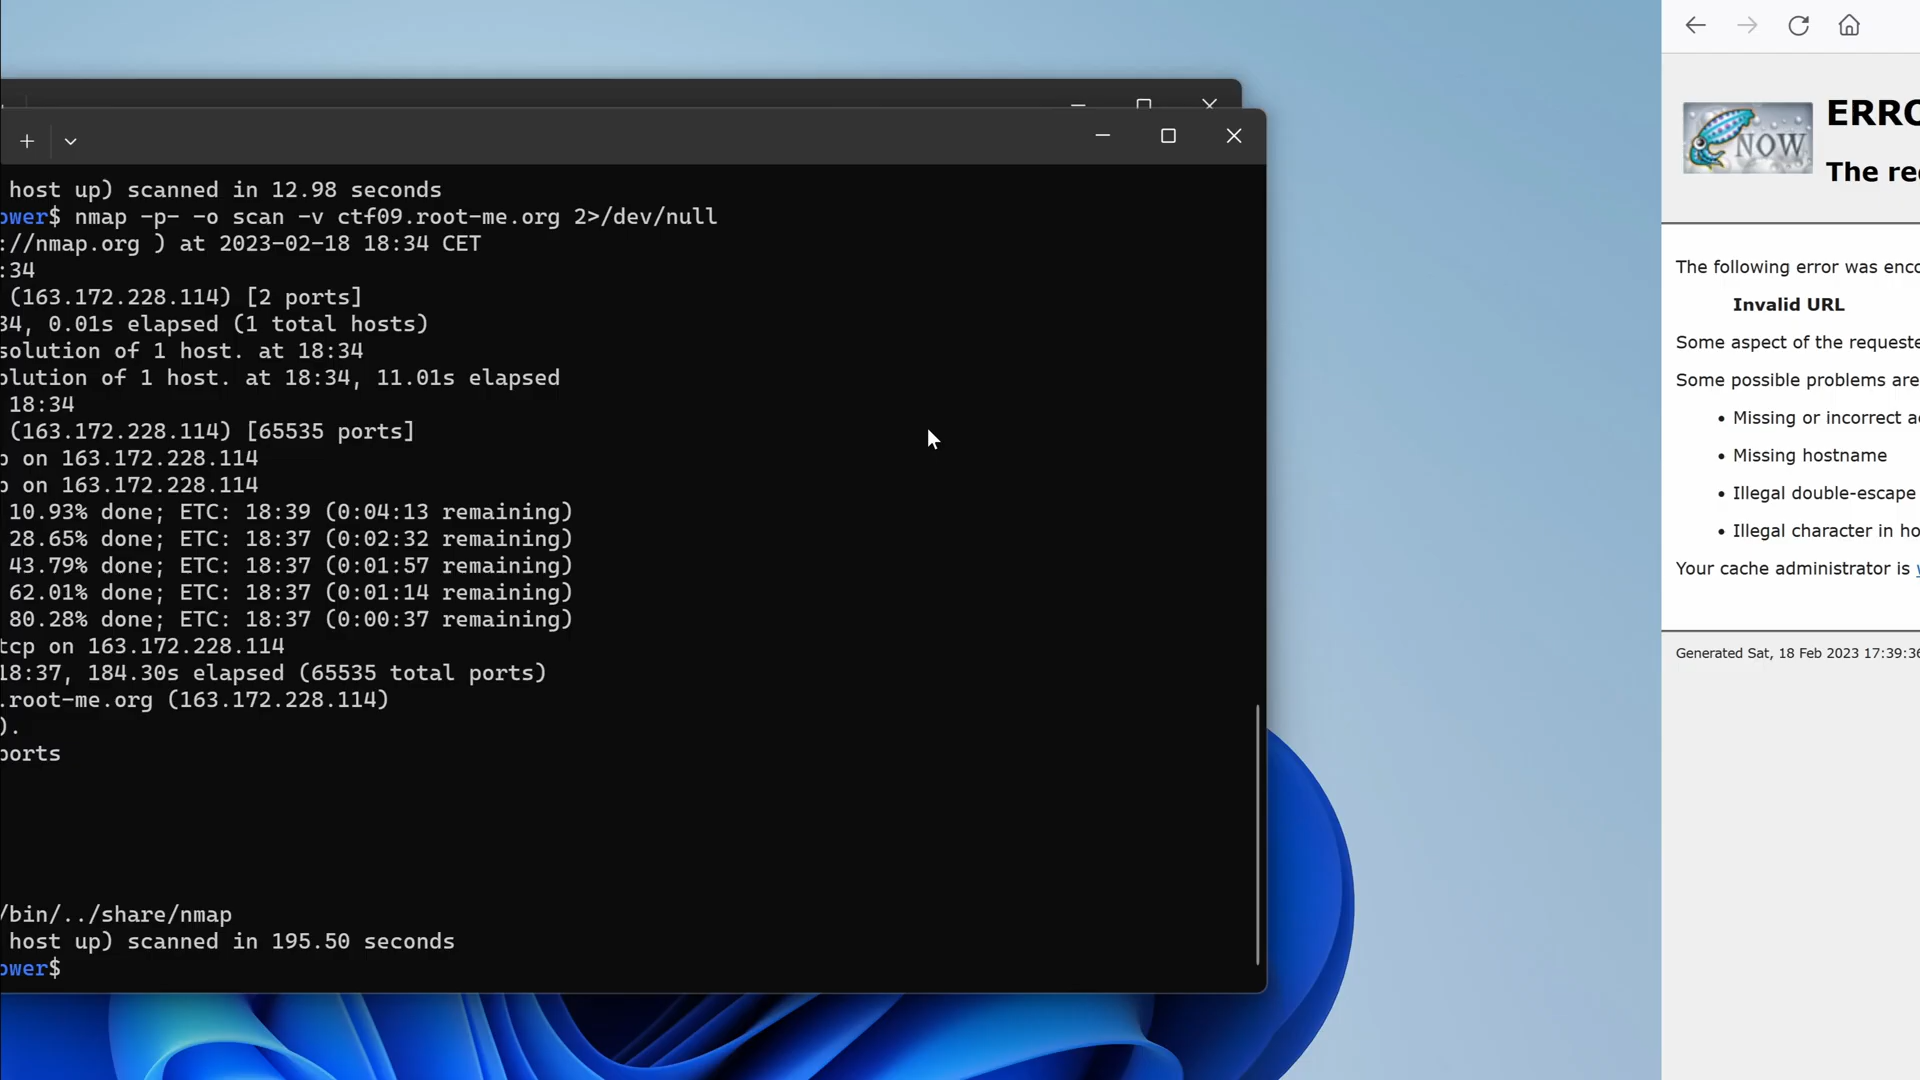 host up) scanned in 12.98 seconds
ower$ nmap -p- -o scan -v ctf09.root-me.org 2>/dev/null
://nmap.org ) at 2023-02-18 18:34 CET
:34
(163.172.228.114) [2 ports]
34, 0.01s elapsed (1 total hosts)
solution of 1 host. at 18:34
olution of 1 host. at 18:34, 11.01s elapsed
18:34
(163.172.228.114) [65535 ports]
p on 163.172.228.114
p on 163.172.228.114
10.93% done; ETC: 18:39 (0:04:13 remaining)
28.65% done; ETC: 18:37 (0:02:32 remaining)
43.79% done; ETC: 18:37 (0:01:57 remaining)
62.01% done; ETC: 18:37 (0:01:14 remaining)
80.28% done; ETC: 18:37 (0:00:37 remaining)
tcp on 163.172.228.114
18:37, 184.30s elapsed (65535 total ports)
.root-me.org (163.172.228.114)
).
ports
/bin/../share/nmap
host up) scanned in 195.50 seconds
ower$
NOW
ERRO
The re
The following error was enco
Invalid URL
Some aspect of the requeste
Some possible problems are
• Missing or incorrect a
• Missing hostname
• Illegal double-escape
• Illegal character in ho
Your cache administrator is
Generated Sat, 18 Feb 2023 17:39:36